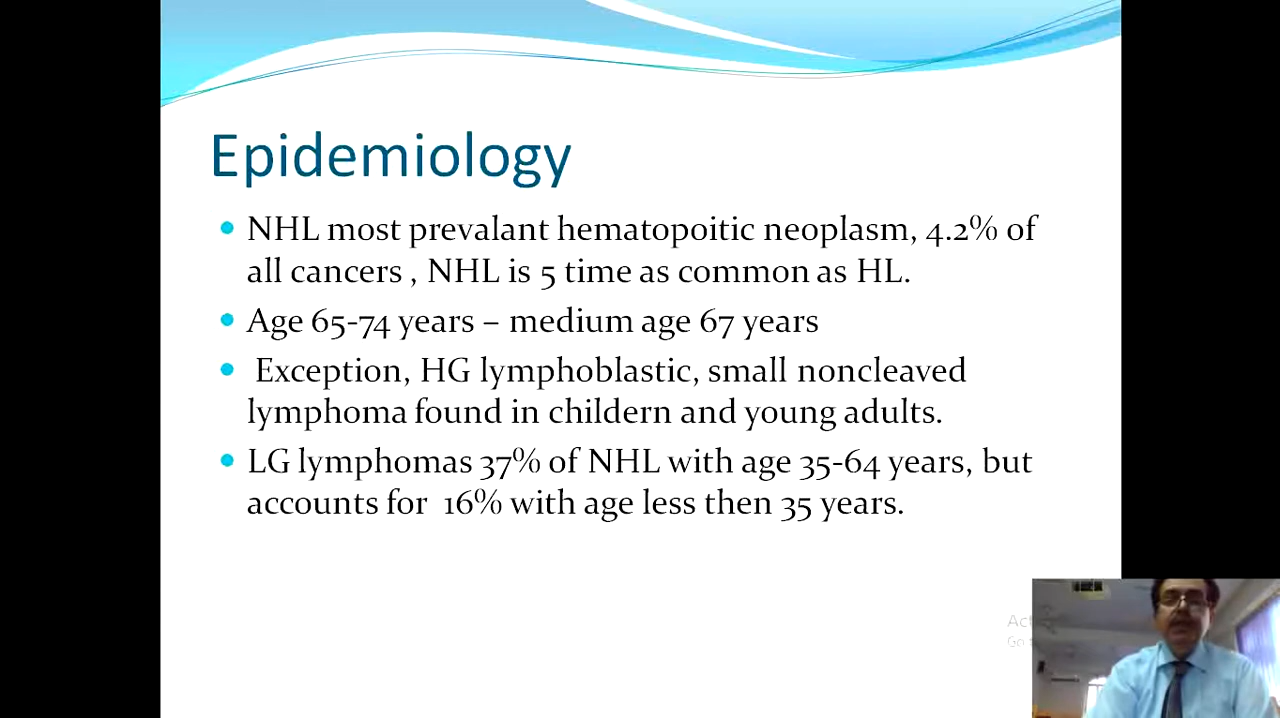 Epidemiology
NHL most prevalant hematopoitic neoplasm, 4.2% of
all cancers , NHL is 5 time as common as HL.
Age 65-74 years – medium age 67 years
Exception, HG lymphoblastic, small noncleaved
lymphoma found in childern and young adults.
LG lymphomas 37% of NHL with age 35-64 years, but
accounts for 16% with age less then 35 years.